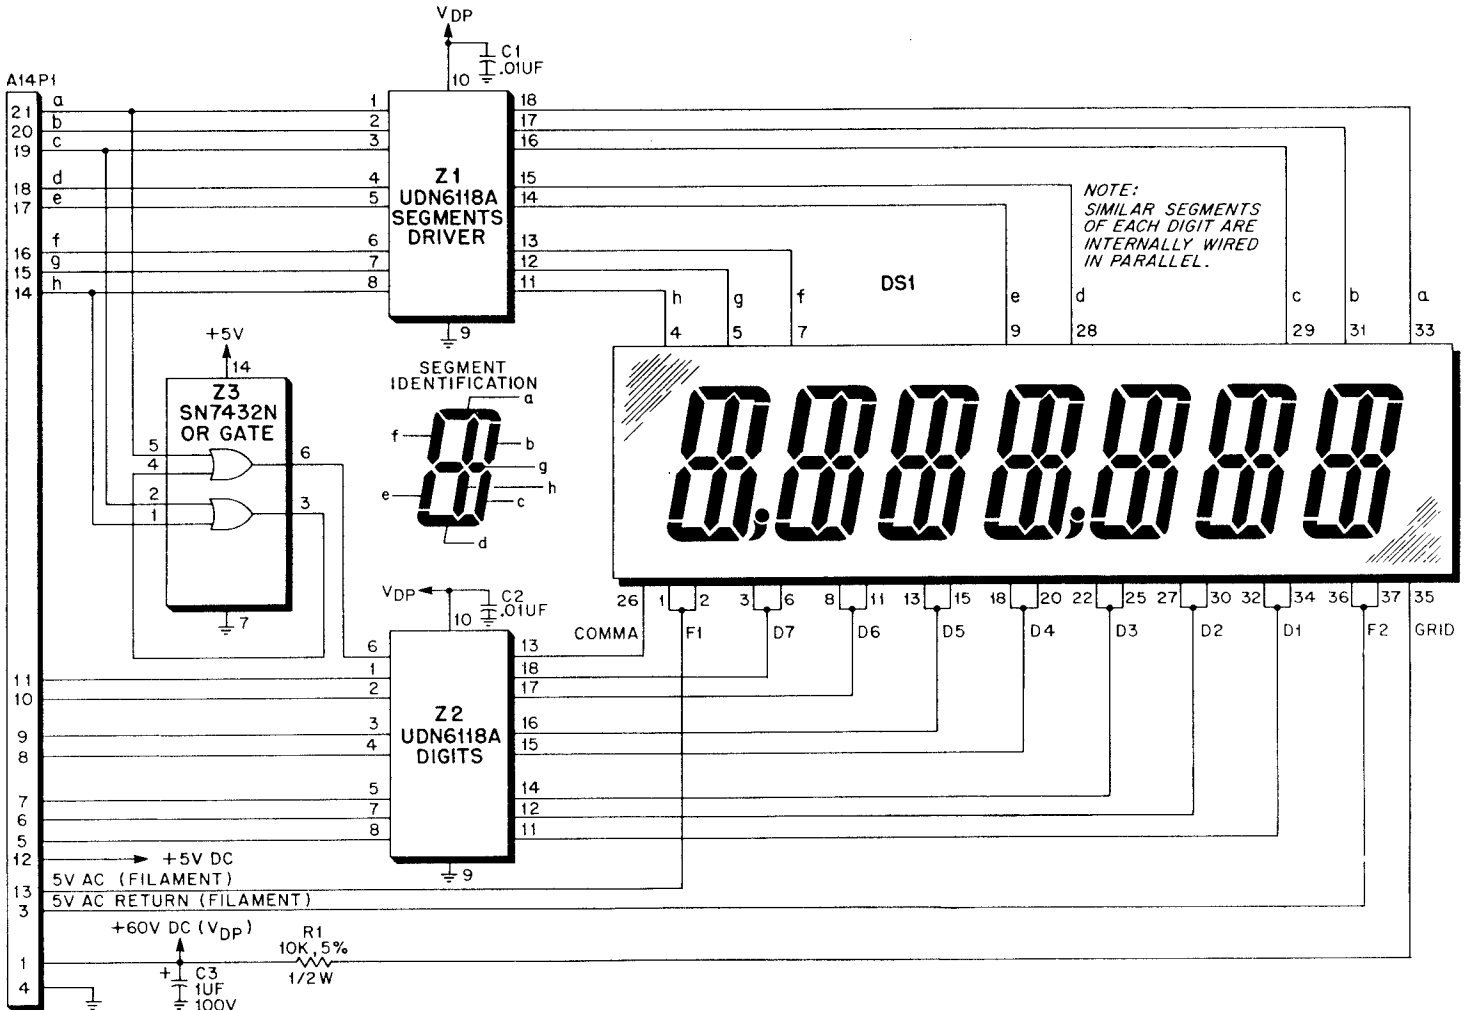 V_DP
C1
.01UF
A14P1
10
21 a 1 18
20 b 2 17
19 c 3 16
Z1
UDN6118A
SEGMENTS
DRIVER
18 d 4 15
17 e 5 14
16 f 6 13
15 g 7 12
14 h 8 11
9
NOTE:
SIMILAR SEGMENTS
OF EACH DIGIT ARE
INTERNALLY WIRED
IN PARALLEL.
DS1
h g f e d c b a
4 5 7 9 28 29 31 33
+5V
14
Z3
SN7432N
OR GATE
5
4
6
2
1
3
7
SEGMENT
IDENTIFICATION
a
f
b
g
h
e
c
d
V_DP
C2
.01UF
10
26 1 2 3 6 8 11 13 15 18 20 22 25 27 30 32 34 36 37 35
COMMA F1 D7 D6 D5 D4 D3 D2 D1 F2 GRID
6 13
11 1 18
10 2 17
Z2
UDN6118A
DIGITS
9 3 16
8 4 15
7 5 14
6 7 12
5 8 11
9
12 +5V DC
13 5V AC (FILAMENT)
3 5V AC RETURN (FILAMENT)
+60V DC (V_DP)
R1
10K, 5%
1/2W
1
+ C3
1UF
100V
4